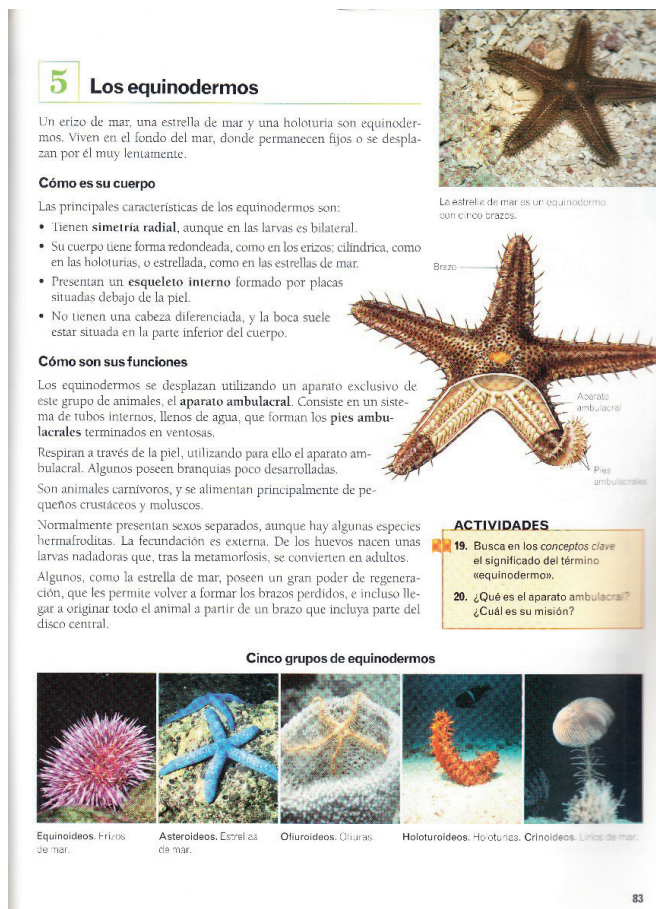 5 Los equinodermos
Un erizo de mar, una estrella de mar y una holoturia son equinoder-
mos. Viven en el fondo del mar, donde permanecen fijos o se despla-
zan por él muy lentamente.
Cómo es su cuerpo
Las principales características de los equinodermos son:
• Tienen simetría radial, aunque en las larvas es bilateral.
• Su cuerpo tiene forma redondeada, como en los erizos; cilíndrica, como
en las holoturias, o estrellada, como en las estrellas de mar.
• Presentan un esqueleto interno formado por placas
situadas debajo de la piel.
• No tienen una cabeza diferenciada, y la boca suele
estar situada en la parte inferior del cuerpo.
Cómo son sus funciones
Los equinodermos se desplazan utilizando un aparato exclusivo de
este grupo de animales, el aparato ambulacral. Consiste en un siste-
ma de tubos internos, llenos de agua, que forman los pies ambu-
lacrales terminados en ventosas.
Respiran a través de la piel, utilizando para ello el aparato am-
bulacral. Algunos poseen branquias poco desarrolladas.
Son animales carnívoros, y se alimentan principalmente de pe-
queños crustáceos y moluscos.
Normalmente presentan sexos separados, aunque hay algunas especies
hermafroditas. La fecundación es externa. De los huevos nacen unas
larvas nadadoras que, tras la metamorfosis, se convierten en adultos.
Algunos, como la estrella de mar, poseen un gran poder de regenera-
ción, que les permite volver a formar los brazos perdidos, e incluso lle-
gar a originar todo el animal a partir de un brazo que incluya parte del
disco central.
La estrella de mar es un equinodermo
con cinco brazos.
Brazo
Aparato
ambulacral
Pies
ambulacrales
ACTIVIDADES
19. Busca en los conceptos clave
el significado del término
«equinodermo».
20. ¿Qué es el aparato ambulacral?
¿Cuál es su misión?
Cinco grupos de equinodermos
Equinoideos. Erizos
de mar.
Asteroideos. Estrellas
de mar.
Ofiuroideos. Ofiuras.
Holoturoideos. Holoturias.
Crinoideos. Lirios de mar.
83